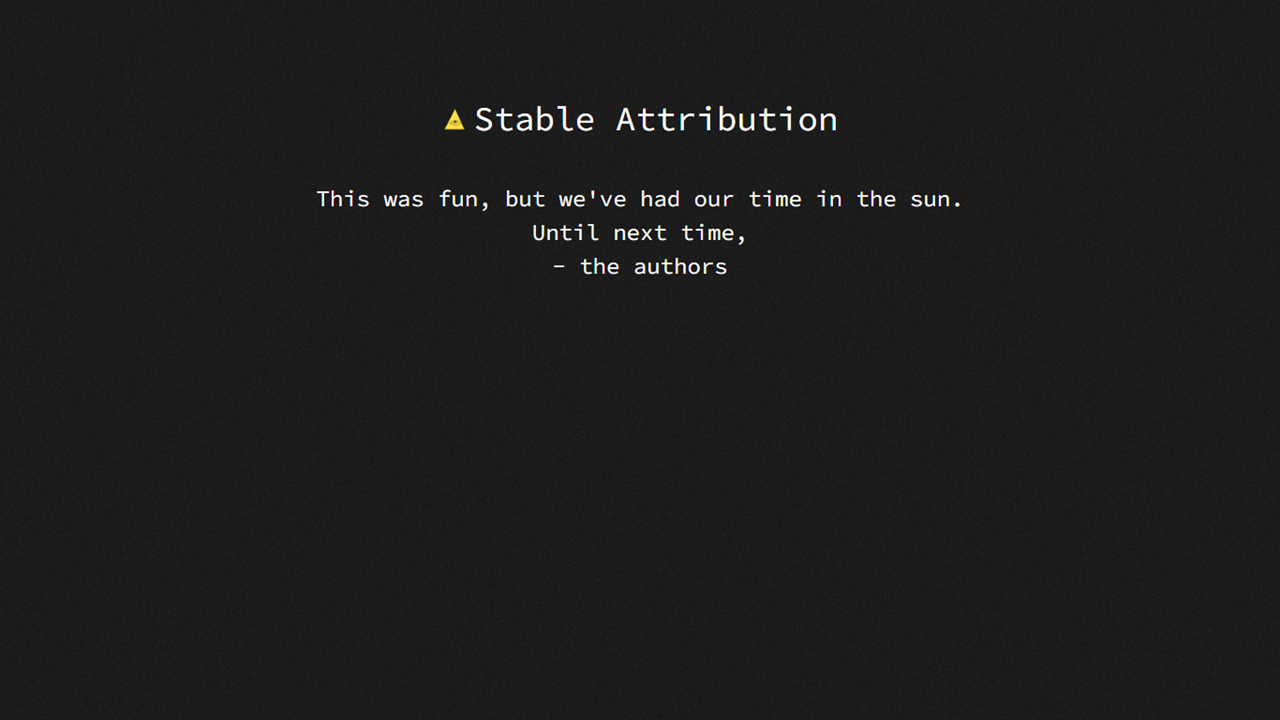 Stable Attribution
This was fun, but we've had our time in the sun.
Until next time,
- the authors